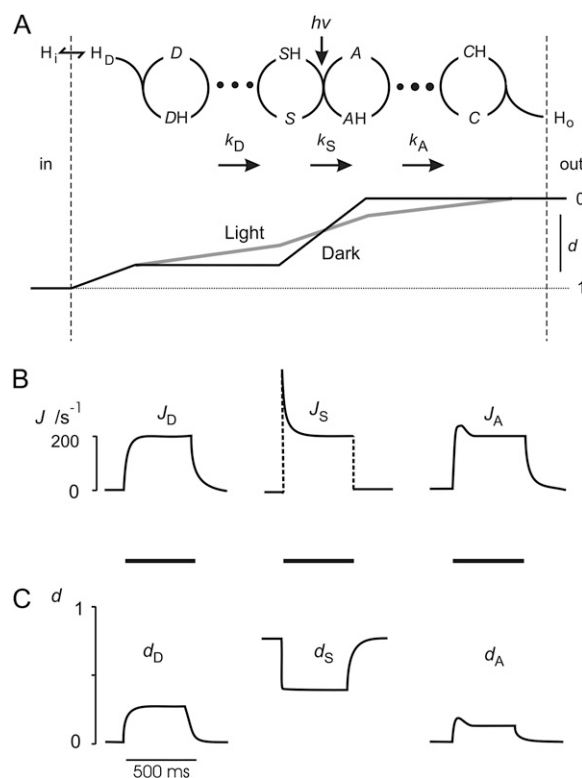 A
hν
H_i H_D D SH A CH
DH S AH C H_o
k_D k_S k_A
in out
0
Light
Dark
d
1
B
J /s⁻¹ J_D J_S J_A
200
0
C
d
1
d_D d_S d_A
0
500 ms